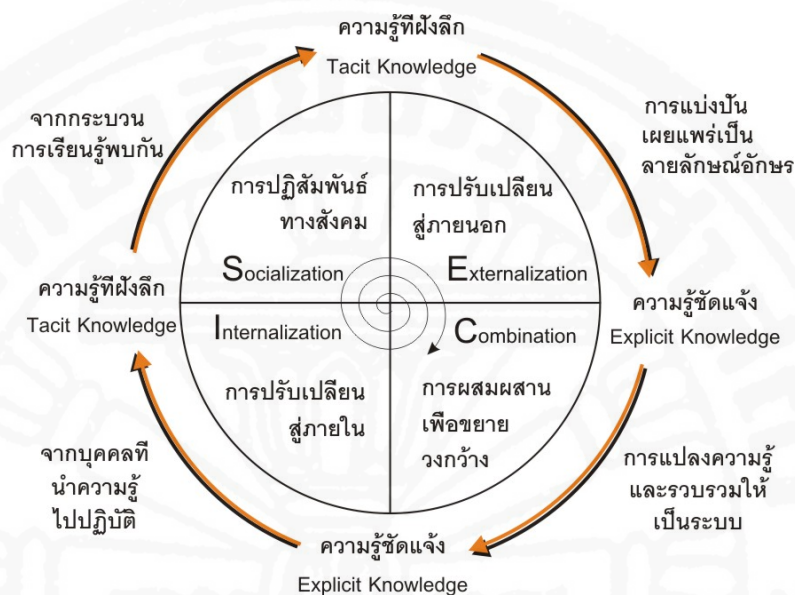 ความรู้ที่ฝังลึก
Tacit Knowledge
จากกระบวน
การเรียนรู้พบกัน
การแบ่งปัน
เผยแพร่เป็น
ลายลักษณ์อักษร
การปฏิสัมพันธ์
ทางสังคม
Socialization
การปรับเปลี่ยน
สู่ภายนอก
Externalization
ความรู้ที่ฝังลึก
Tacit Knowledge
ความรู้ชัดแจ้ง
Explicit Knowledge
Internalization
การปรับเปลี่ยน
สู่ภายใน
Combination
การผสมผสาน
เพื่อขยาย
วงกว้าง
จากบุคคลที่
นำความรู้
ไปปฏิบัติ
การแปลงความรู้
และรวบรวมให้
เป็นระบบ
ความรู้ชัดแจ้ง
Explicit Knowledge